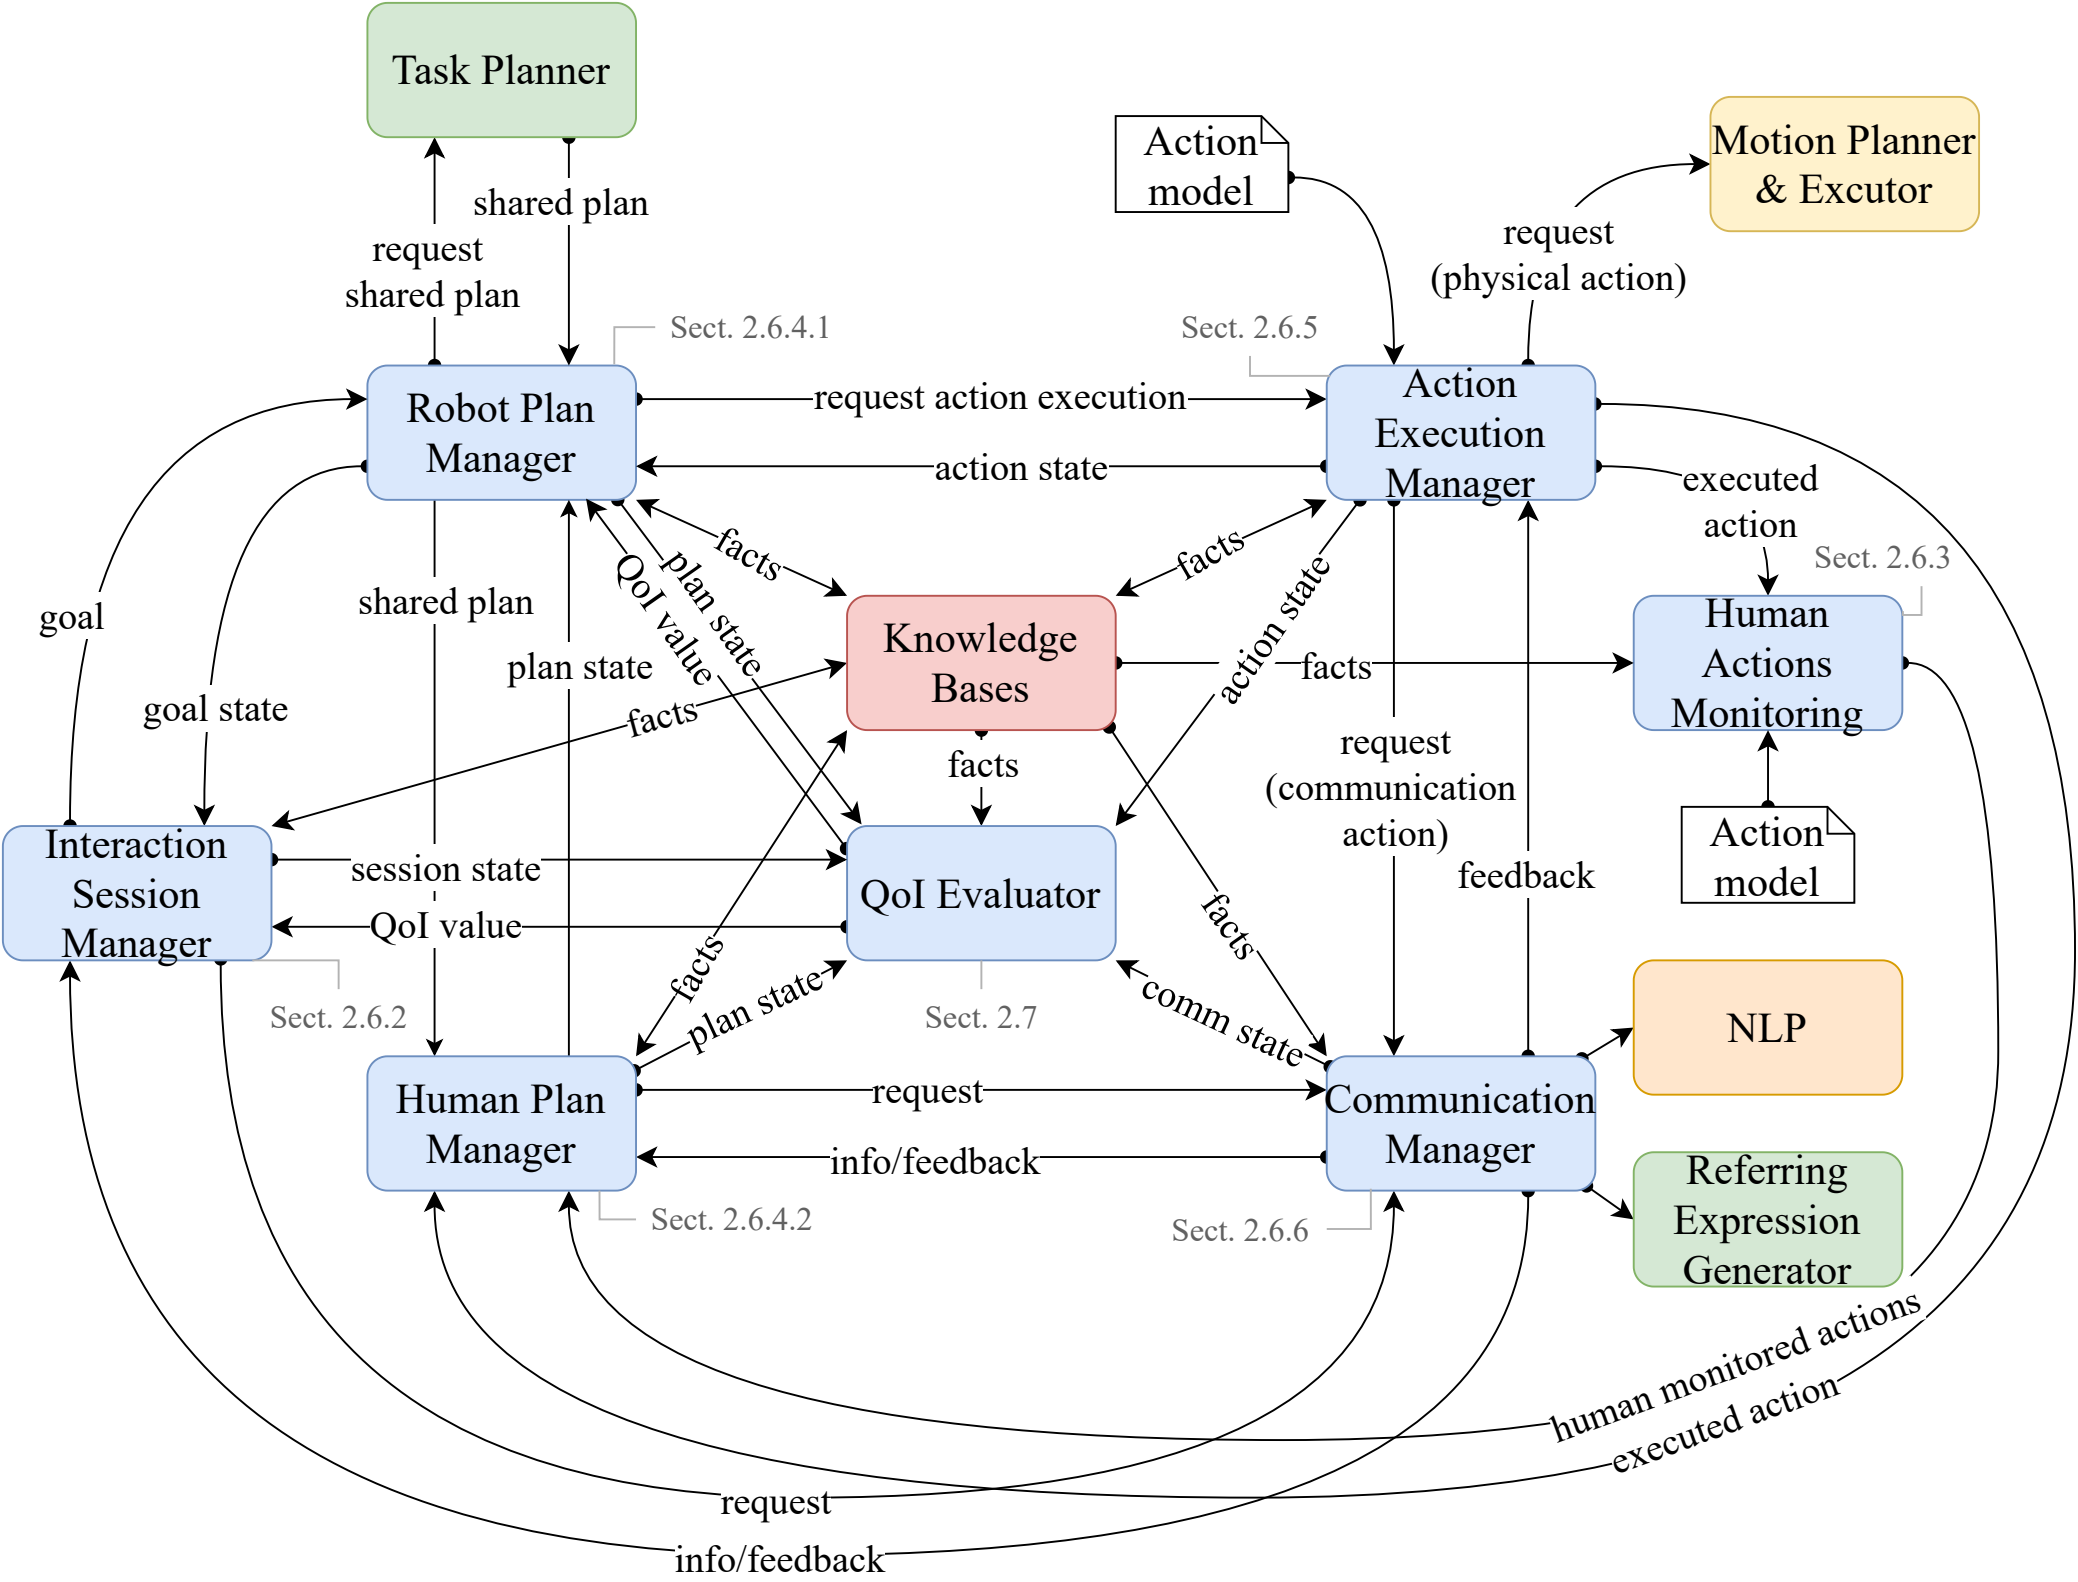 Task Planner
Action
model
Motion Planner
& Excutor
shared plan
request
shared plan
request
(physical action)
Sect. 2.6.4.1
Sect. 2.6.5
Robot Plan
Manager
request action execution
action state
Action
Execution
Manager
executed
action
Sect. 2.6.3
goal
goal state
shared plan
plan state
QoI value
plan state
facts
facts
facts
action state
facts
Knowledge
Bases
Human
Actions
Monitoring
facts
request
(communication
action)
feedback
Action
model
Interaction
Session
Manager
session state
QoI value
QoI Evaluator
facts
facts
plan state
comm state
Sect. 2.6.2
Sect. 2.7
NLP
Human Plan
Manager
request
info/feedback
Communication
Manager
Referring
Expression
Generator
Sect. 2.6.4.2
Sect. 2.6.6
human monitored actions
executed action
request
info/feedback